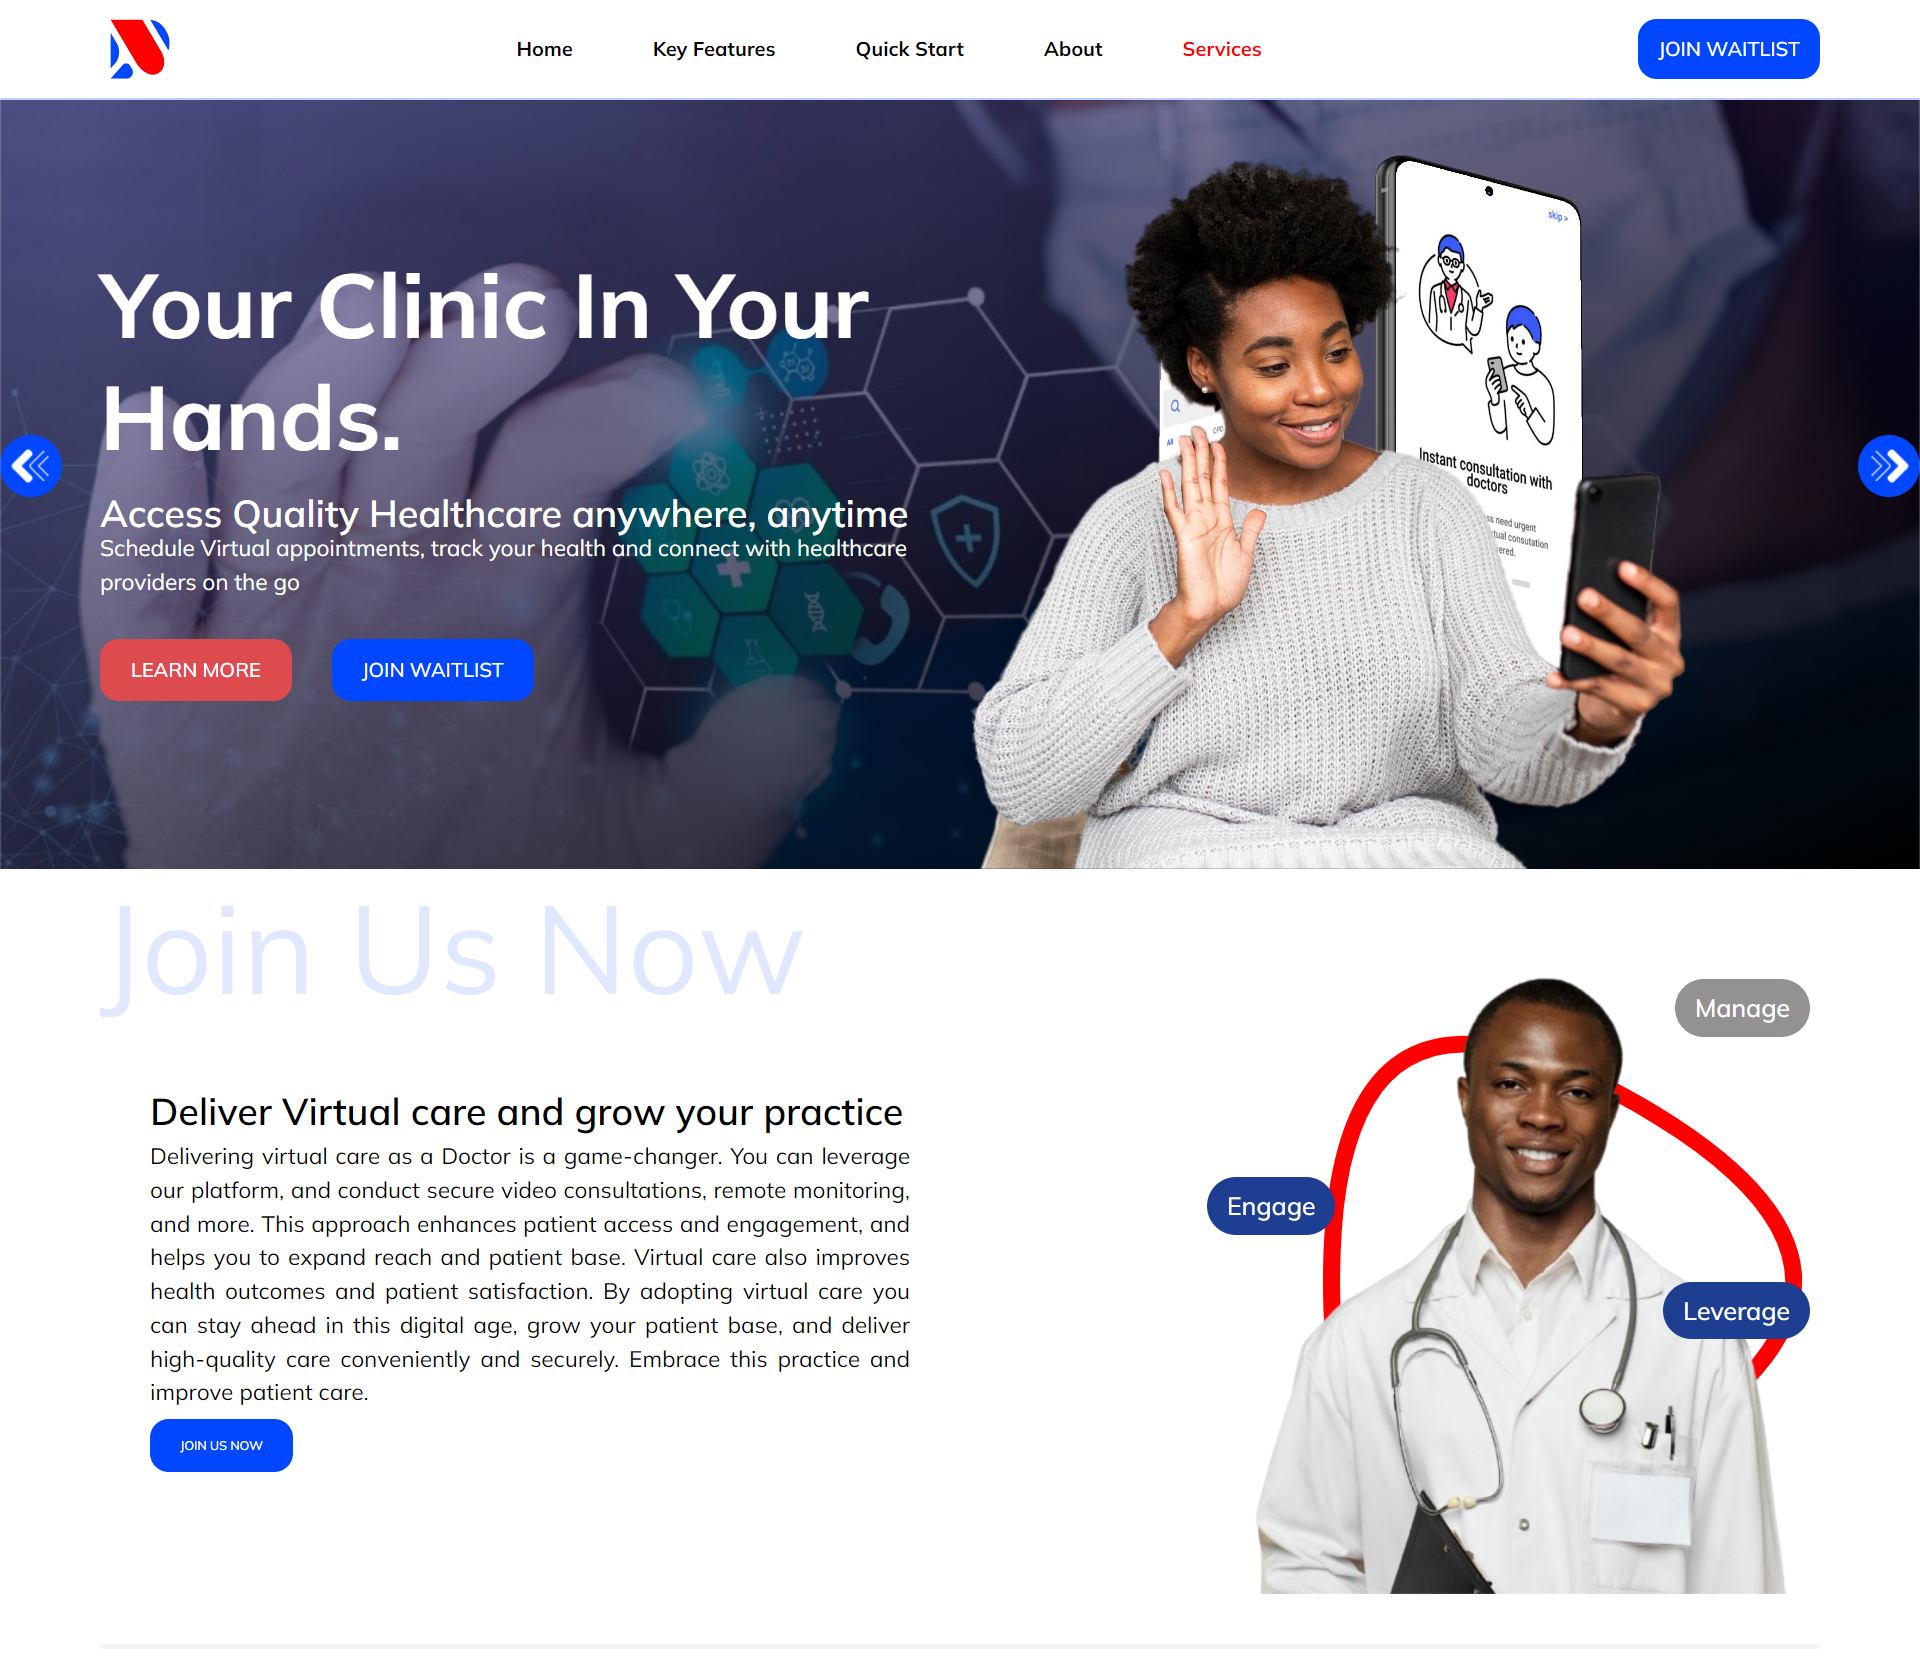 Home Key Features Quick Start About Services JOIN WAITLIST
Your Clinic In Your
Hands.
Access Quality Healthcare anywhere, anytime
Schedule Virtual appointments, track your health and connect with healthcare
providers on the go
LEARN MORE JOIN WAITLIST
skip >
All CPD
Instant consultation with
doctors
ss need urgent
tual consutation
ered.
Join Us Now
Deliver Virtual care and grow your practice
Delivering virtual care as a Doctor is a game-changer. You can leverage
our platform, and conduct secure video consultations, remote monitoring,
and more. This approach enhances patient access and engagement, and
helps you to expand reach and patient base. Virtual care also improves
health outcomes and patient satisfaction. By adopting virtual care you
can stay ahead in this digital age, grow your patient base, and deliver
high-quality care conveniently and securely. Embrace this practice and
improve patient care.
JOIN US NOW
Manage
Engage
Leverage